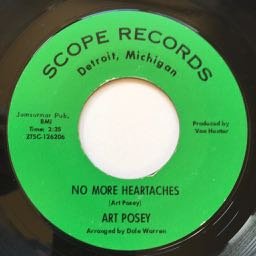 SCOPE RECORDS
Detroit, Michigan
Jomsurmar Pub.
BMI
Time: 2:35
ZTSC-126206
Produced by
Van Hester
NO MORE HEARTACHES
(Art Posey)
ART POSEY
Arranged by Dale Warren